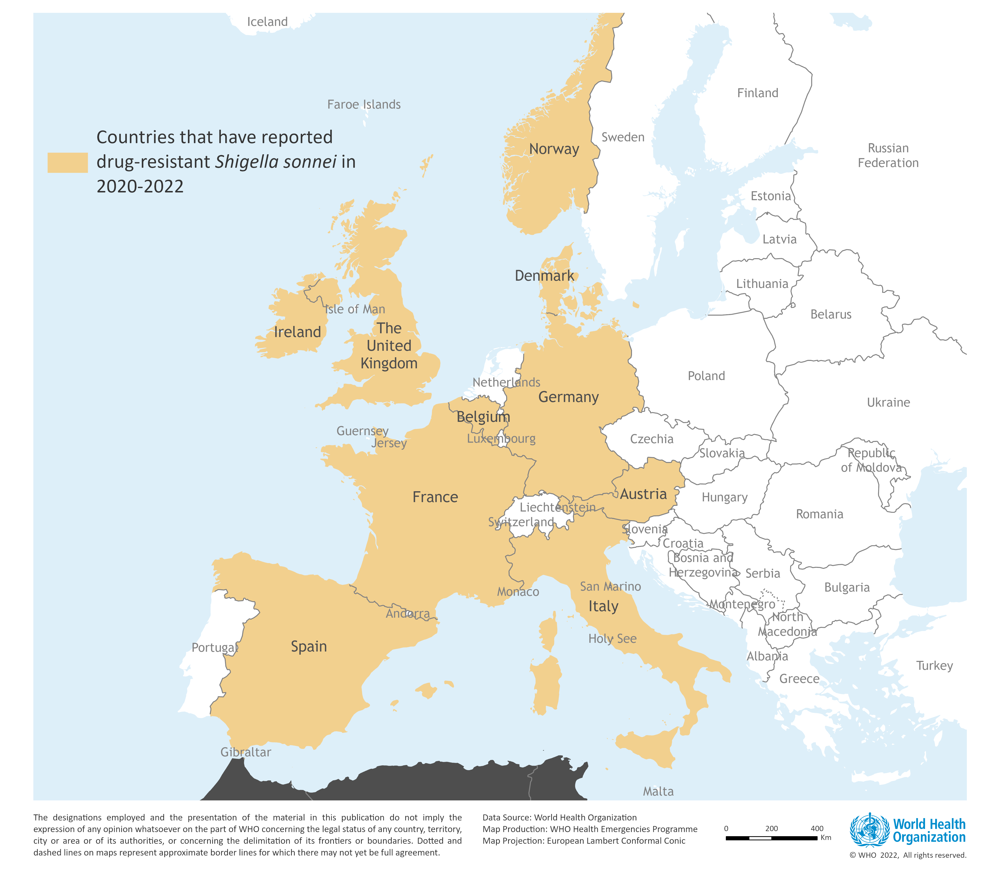 Iceland
Faroe Islands
Countries that have reported
drug-resistant Shigella sonnei in
2020-2022
Norway
Sweden
Finland
Russian
Federation
Estonia
Latvia
Lithuania
Belarus
Denmark
Isle of Man
Ireland
The
United
Kingdom
Netherlands
Germany
Poland
Ukraine
Belgium
Guernsey
Jersey
Luxembourg
Czechia
Slovakia
Republic
of Moldova
France
Austria
Hungary
Liechtenstein
Switzerland
Romania
Slovenia
Croatia
Bosnia and
Herzegovina
Serbia
Monaco
San Marino
Bulgaria
Andorra
Italy
Montenegro
North
Macedonia
Portugal
Spain
Holy See
Albania
Turkey
Greece
Gibraltar
Malta
The designations employed and the presentation of the material in this publication do not imply the
expression of any opinion whatsoever on the part of WHO concerning the legal status of any country, territory,
city or area or of its authorities, or concerning the delimitation of its frontiers or boundaries. Dotted and
dashed lines on maps represent approximate border lines for which there may not yet be full agreement.
Data Source: World Health Organization
Map Production: WHO Health Emergencies Programme
Map Projection: European Lambert Conformal Conic
0 200 400
Km
World Health
Organization
© WHO 2022, All rights reserved.